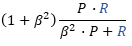 (1 + β²) P · R / β² · P + R